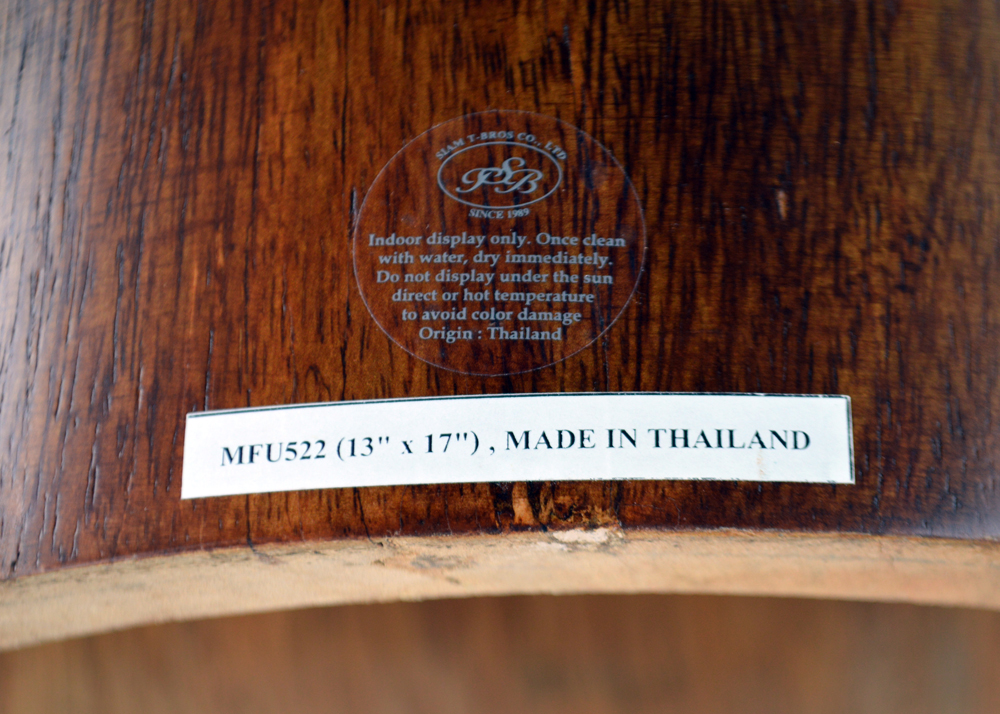 SIAM T-BROS CO., LTD
PSB
SINCE 1989
Indoor display only. Once clean
with water, dry immediately.
Do not display under the sun
direct or hot temperature
to avoid color damage
Origin : Thailand
MFU522 (13" x 17") , MADE IN THAILAND